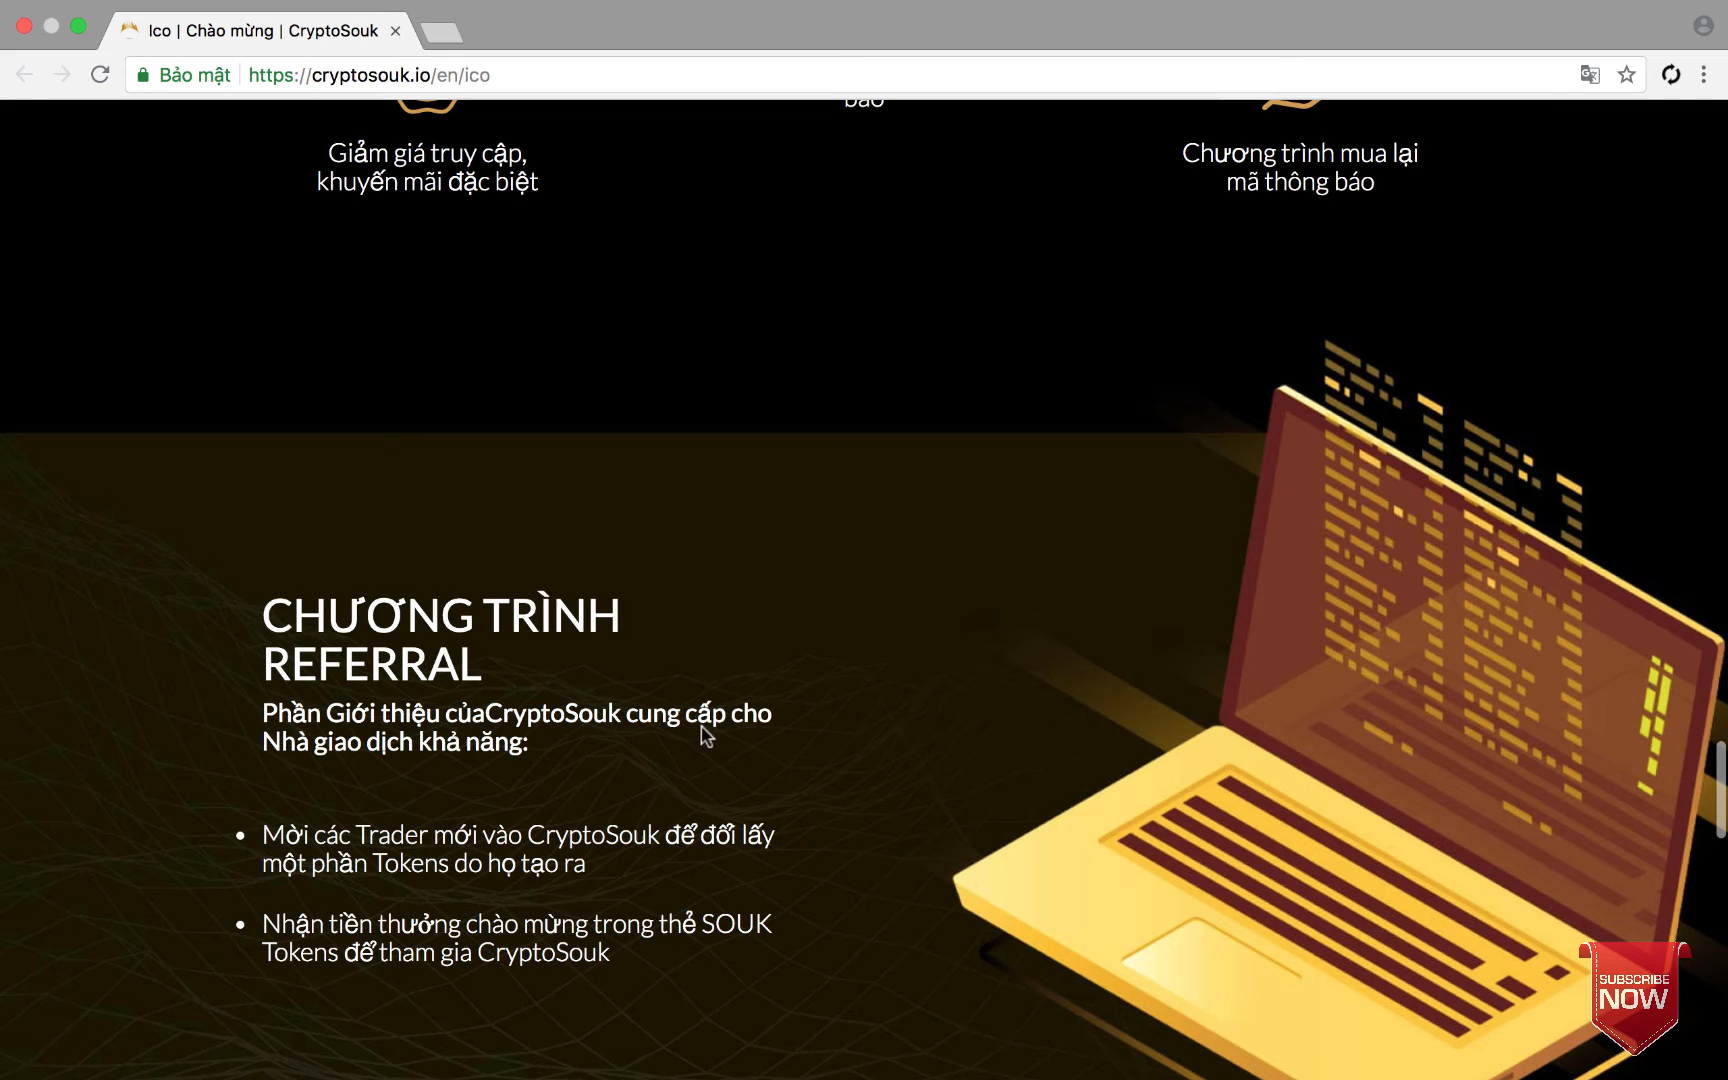 Ico | Chào mừng | CryptoSouk
Bảo mật
https://cryptosouk.io/en/ico
báo
Giảm giá truy cập,
khuyến mãi đặc biệt
Chương trình mua lại
mã thông báo
CHƯƠNG TRÌNH
REFERRAL
Phần Giới thiệu củaCryptoSouk cung cấp cho
Nhà giao dịch khả năng:
Mời các Trader mới vào CryptoSouk để đổi lấy
một phần Tokens do họ tạo ra
Nhận tiền thưởng chào mừng trong thẻ SOUK
Tokens để tham gia CryptoSouk
SUBSCRIBE
NOW